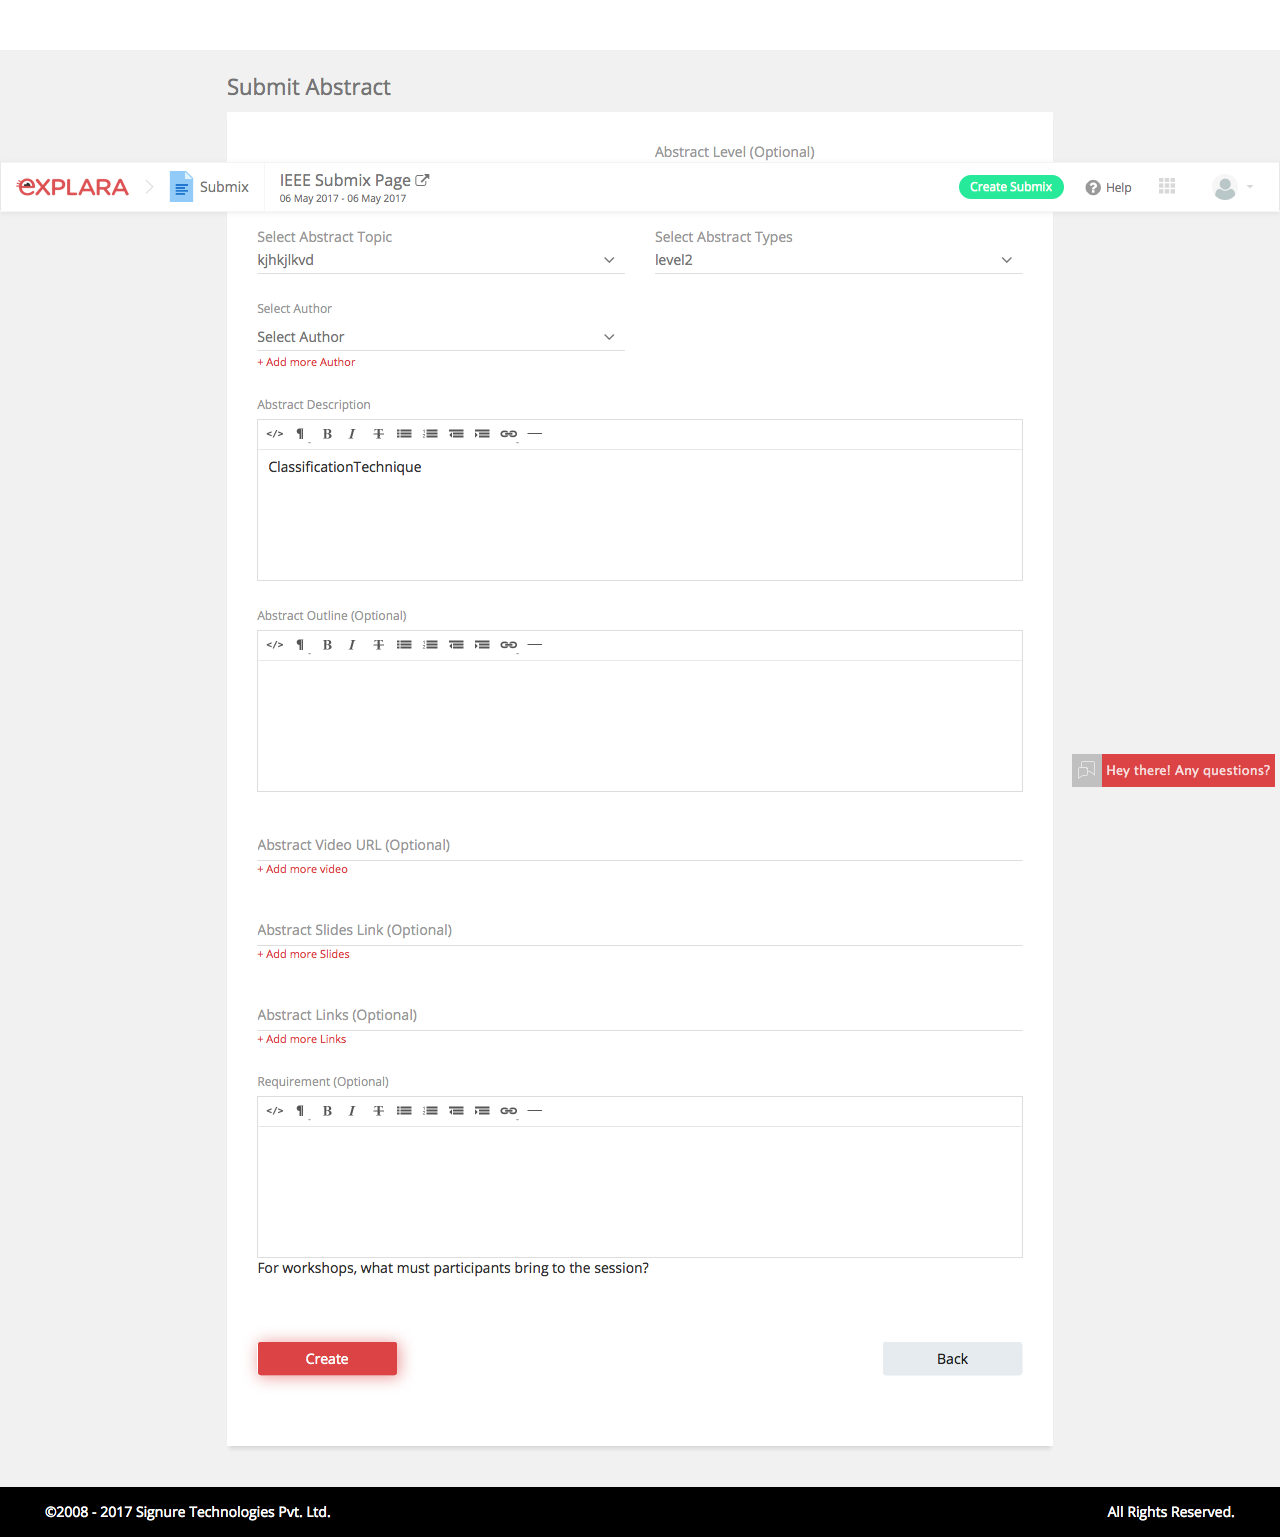 Submit Abstract
Abstract Level (Optional)
EXPLARA
Submix
IEEE Submix Page
06 May 2017 - 06 May 2017
Create Submix
Help
Select Abstract Topic
Select Abstract Types
kjhkjlkvd
level2
Select Author
Select Author
+ Add more Author
Abstract Description
</> ¶ B I T
ClassificationTechnique
Abstract Outline (Optional)
</> ¶ B I T
Hey there! Any questions?
Abstract Video URL (Optional)
+ Add more video
Abstract Slides Link (Optional)
+ Add more Slides
Abstract Links (Optional)
+ Add more Links
Requirement (Optional)
</> ¶ B I T
For workshops, what must participants bring to the session?
Create
Back
©2008 - 2017 Signure Technologies Pvt. Ltd.
All Rights Reserved.